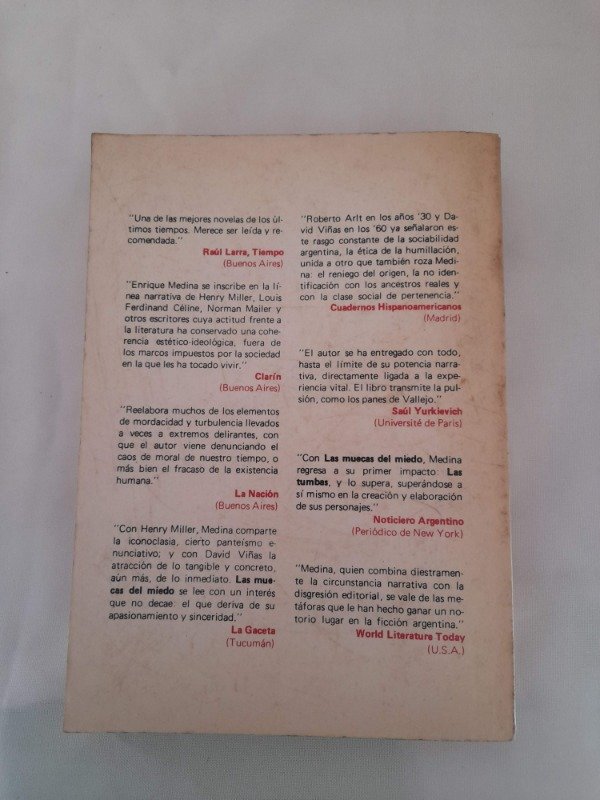 "Una de las mejores novelas de los úl-
timos tiempos. Merece ser leída y re-
comendada."
Raúl Larra, Tiempo
(Buenos Aires)
"Enrique Medina se inscribe en la lí-
nea narrativa de Henry Miller, Louis
Ferdinand Céline, Norman Mailer y
otros escritores cuya actitud frente a
la literatura ha conservado una cohe-
rencia estético-ideológica, fuera de
los marcos impuestos por la sociedad
en la que les ha tocado vivir."
Clarín
(Buenos Aires)
"Reelabora muchos de los elementos
de mordacidad y turbulencia llevados
a veces a extremos delirantes, con
que el autor viene denunciando el
caos de moral de nuestro tiempo, o
más bien el fracaso de la existencia
humana."
La Nación
(Buenos Aires)
"Con Henry Miller, Medina comparte
la iconoclasia, cierto panteísmo e-
nunciativo; y con David Viñas la
atracción de lo tangible y concreto,
aún más, de lo inmediato. Las mue-
cas del miedo se lee con un interés
que no decae: el que deriva de su
apasionamiento y sinceridad."
La Gaceta
(Tucumán)
"Roberto Arlt en los años '30 y Da-
vid Viñas en los '60 ya señalaron es-
te rasgo constante de la sociabilidad
argentina, la ética de la humillación,
unida a otro que también roza Medi-
na: el reniego del origen, la no iden-
tificación con los ancestros reales y
con la clase social de pertenencia."
Cuadernos Hispanoamericanos
(Madrid)
"El autor se ha entregado con todo,
hasta el límite de su potencia narra-
tiva, directamente ligada a la expe-
riencia vital. El libro transmite la pul-
sión, como los panes de Vallejo."
Saúl Yurkievich
(Université de París)
"Con Las muecas del miedo, Medina
regresa a su primer impacto: Las
tumbas, y lo supera, superándose a
sí mismo en la creación y elaboración
de sus personajes."
Noticiero Argentino
(Periódico de New York)
"Medina, quien combina diestramen-
te la circunstancia narrativa con la
disgresión editorial, se vale de las me-
táforas que le han hecho ganar un no-
torio lugar en la ficción argentina."
World Literature Today
(U.S.A.)